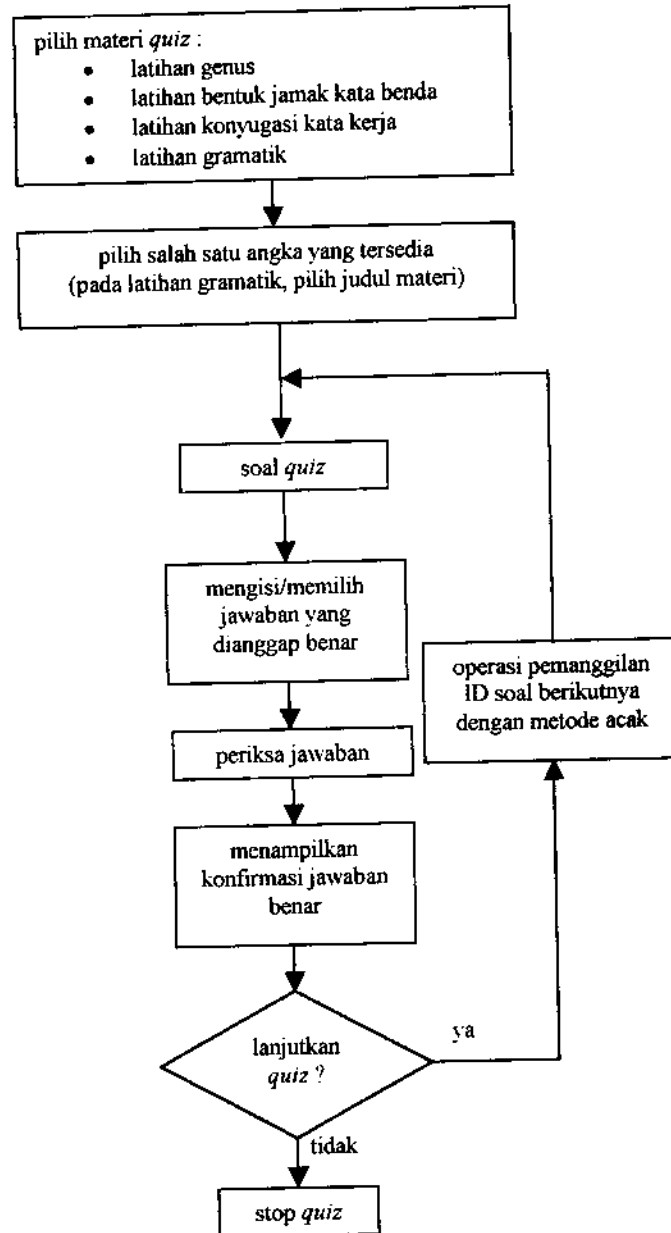 pilih materi quiz :
• latihan genus
• latihan bentuk jamak kata benda
• latihan konyugasi kata kerja
• latihan gramatik
pilih salah satu angka yang tersedia
(pada latihan gramatik, pilih judul materi)
soal quiz
mengisi/memilih
jawaban yang
dianggap benar
operasi pemanggilan
ID soal berikutnya
dengan metode acak
periksa jawaban
menampilkan
konfirmasi jawaban
benar
lanjutkan
quiz ?
ya
tidak
stop quiz